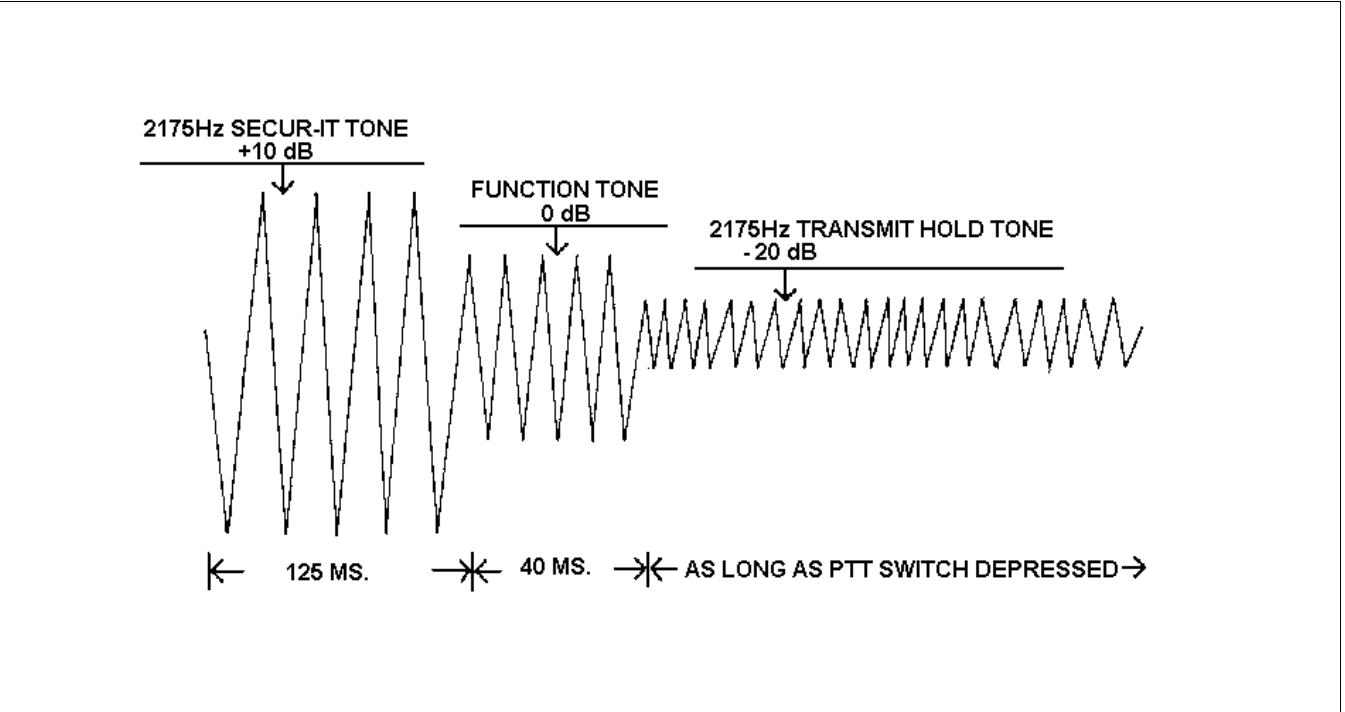 2175Hz SECUR-IT TONE
+10 dB
FUNCTION TONE
0 dB
2175Hz TRANSMIT HOLD TONE
- 20 dB
125 MS.
40 MS.
AS LONG AS PTT SWITCH DEPRESSED